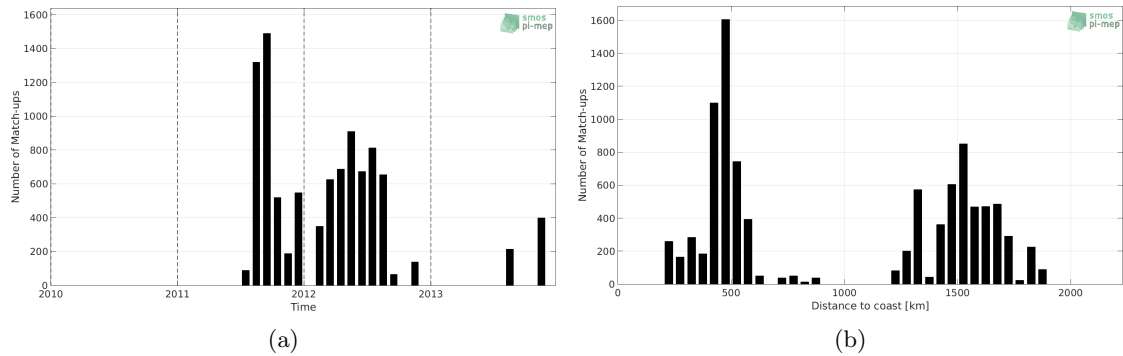 smos
pi-mep
Number of Match-ups
1600
1400
1200
1000
800
600
400
200
0
2010
2011
2012
2013
Time
(a)
smos
pi-mep
Number of Match-ups
1600
1400
1200
1000
800
600
400
200
0
0
500
1000
1500
2000
Distance to coast [km]
(b)